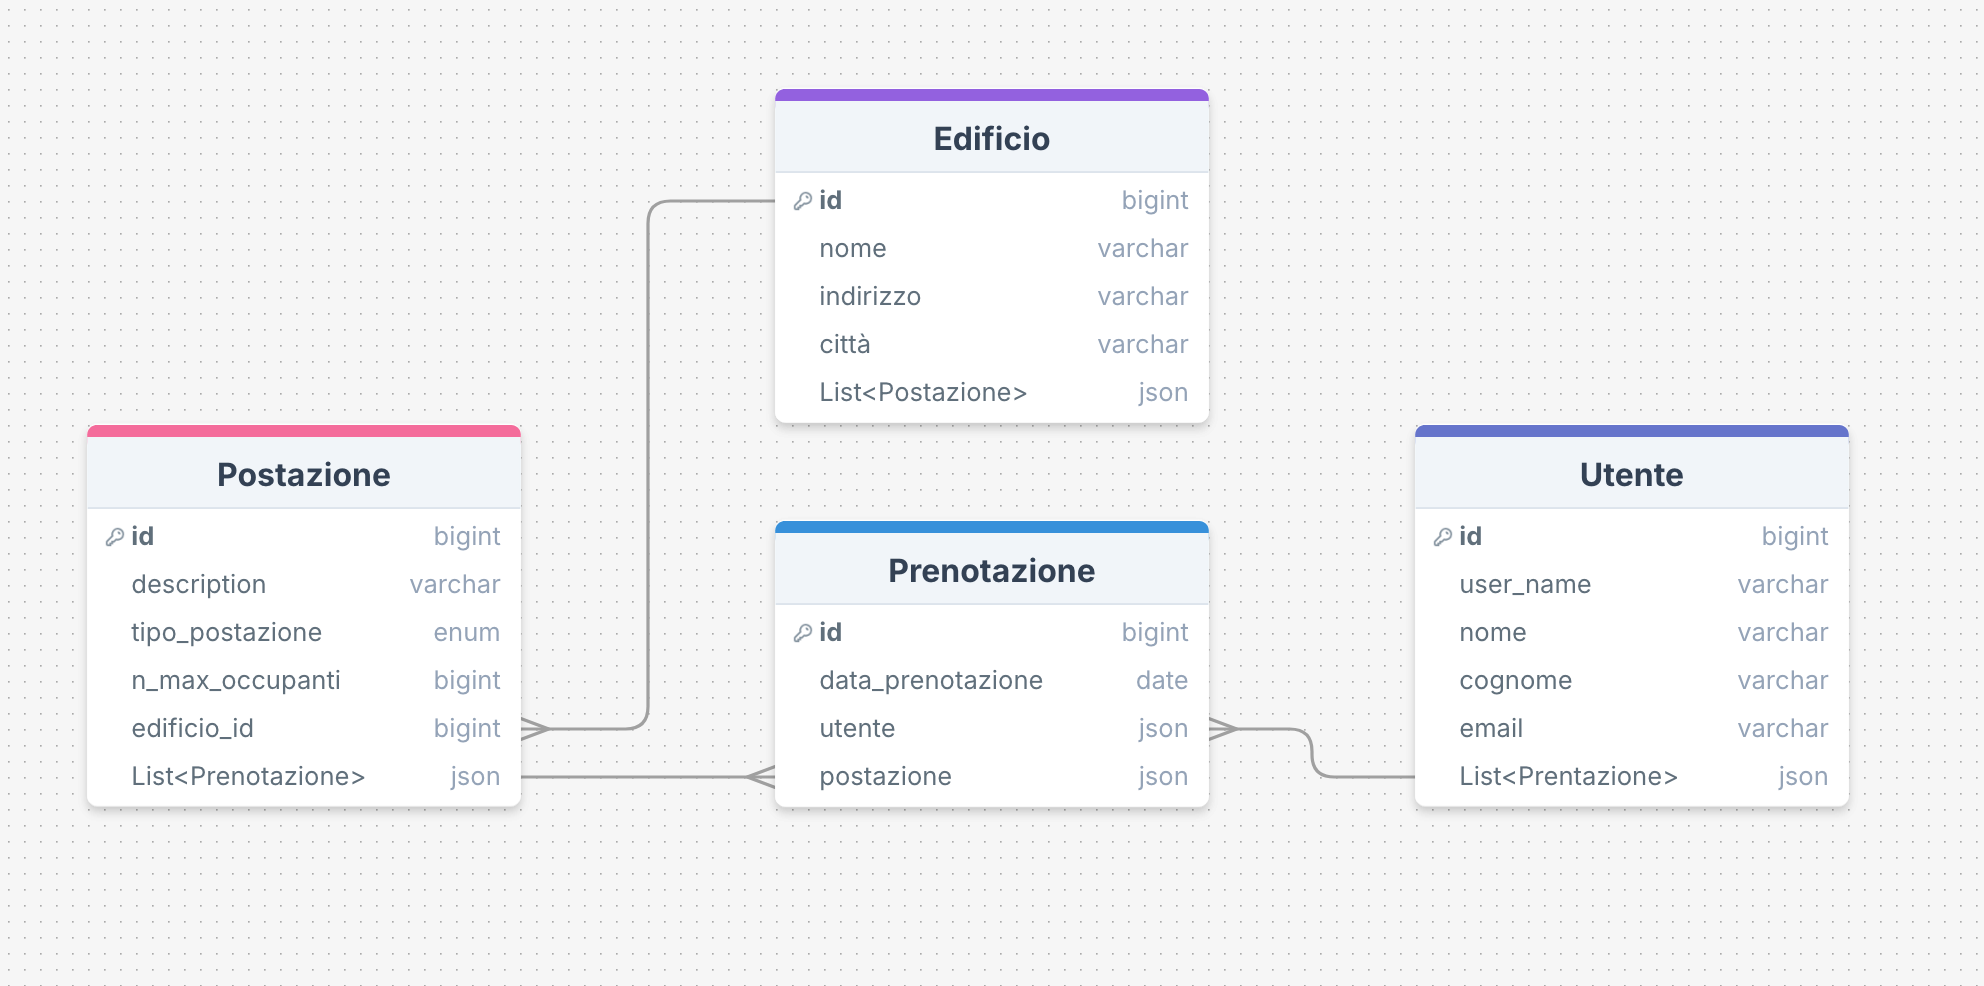 Edificio
id bigint
nome varchar
indirizzo varchar
città varchar
List<Postazione> json
Postazione
id bigint
description varchar
tipo_postazione enum
n_max_occupanti bigint
edificio_id bigint
List<Prenotazione> json
Prenotazione
id bigint
data_prenotazione date
utente json
postazione json
Utente
id bigint
user_name varchar
nome varchar
cognome varchar
email varchar
List<Prentazione> json